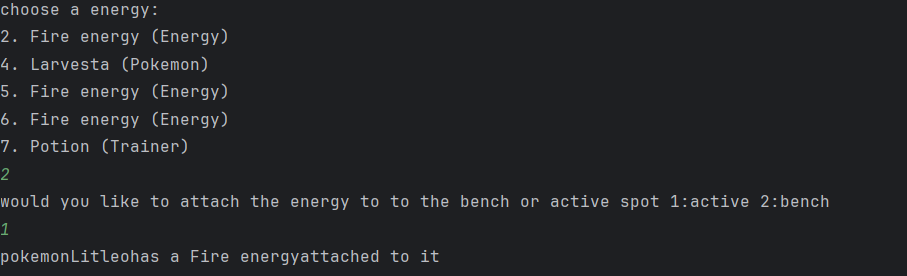 choose a energy:
2. Fire energy (Energy)
4. Larvesta (Pokemon)
5. Fire energy (Energy)
6. Fire energy (Energy)
7. Potion (Trainer)
2
would you like to attach the energy to to the bench or active spot 1:active 2:bench
1
pokemonLitleohas a Fire energyattached to it